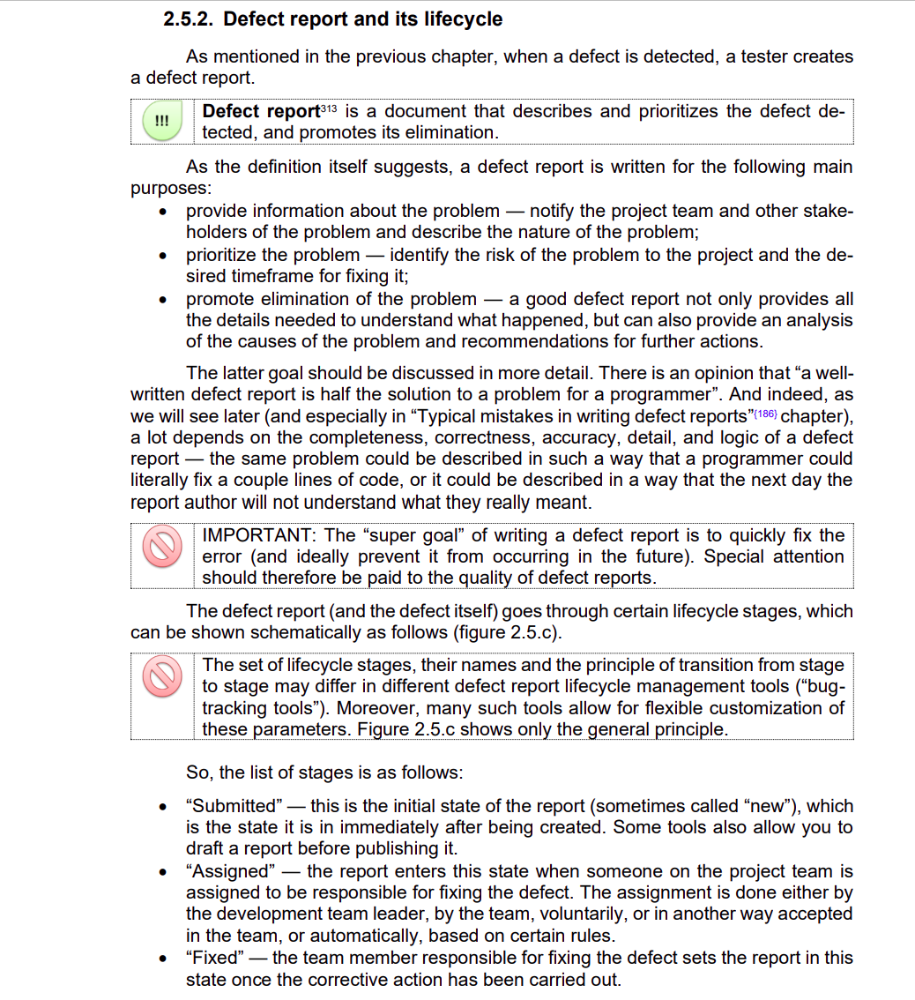 2.5.2. Defect report and its lifecycle
As mentioned in the previous chapter, when a defect is detected, a tester creates
a defect report.
!!!
Defect report313 is a document that describes and prioritizes the defect de-
tected, and promotes its elimination.
As the definition itself suggests, a defect report is written for the following main
purposes:
• provide information about the problem — notify the project team and other stake-
holders of the problem and describe the nature of the problem;
• prioritize the problem — identify the risk of the problem to the project and the de-
sired timeframe for fixing it;
• promote elimination of the problem — a good defect report not only provides all
the details needed to understand what happened, but can also provide an analysis
of the causes of the problem and recommendations for further actions.
The latter goal should be discussed in more detail. There is an opinion that “a well-
written defect report is half the solution to a problem for a programmer”. And indeed, as
we will see later (and especially in “Typical mistakes in writing defect reports”{186} chapter),
a lot depends on the completeness, correctness, accuracy, detail, and logic of a defect
report — the same problem could be described in such a way that a programmer could
literally fix a couple lines of code, or it could be described in a way that the next day the
report author will not understand what they really meant.
IMPORTANT: The “super goal” of writing a defect report is to quickly fix the
error (and ideally prevent it from occurring in the future). Special attention
should therefore be paid to the quality of defect reports.
The defect report (and the defect itself) goes through certain lifecycle stages, which
can be shown schematically as follows (figure 2.5.c).
The set of lifecycle stages, their names and the principle of transition from stage
to stage may differ in different defect report lifecycle management tools (“bug-
tracking tools”). Moreover, many such tools allow for flexible customization of
these parameters. Figure 2.5.c shows only the general principle.
So, the list of stages is as follows:
• “Submitted” — this is the initial state of the report (sometimes called “new”), which
is the state it is in immediately after being created. Some tools also allow you to
draft a report before publishing it.
• “Assigned” — the report enters this state when someone on the project team is
assigned to be responsible for fixing the defect. The assignment is done either by
the development team leader, by the team, voluntarily, or in another way accepted
in the team, or automatically, based on certain rules.
• “Fixed” — the team member responsible for fixing the defect sets the report in this
state once the corrective action has been carried out.